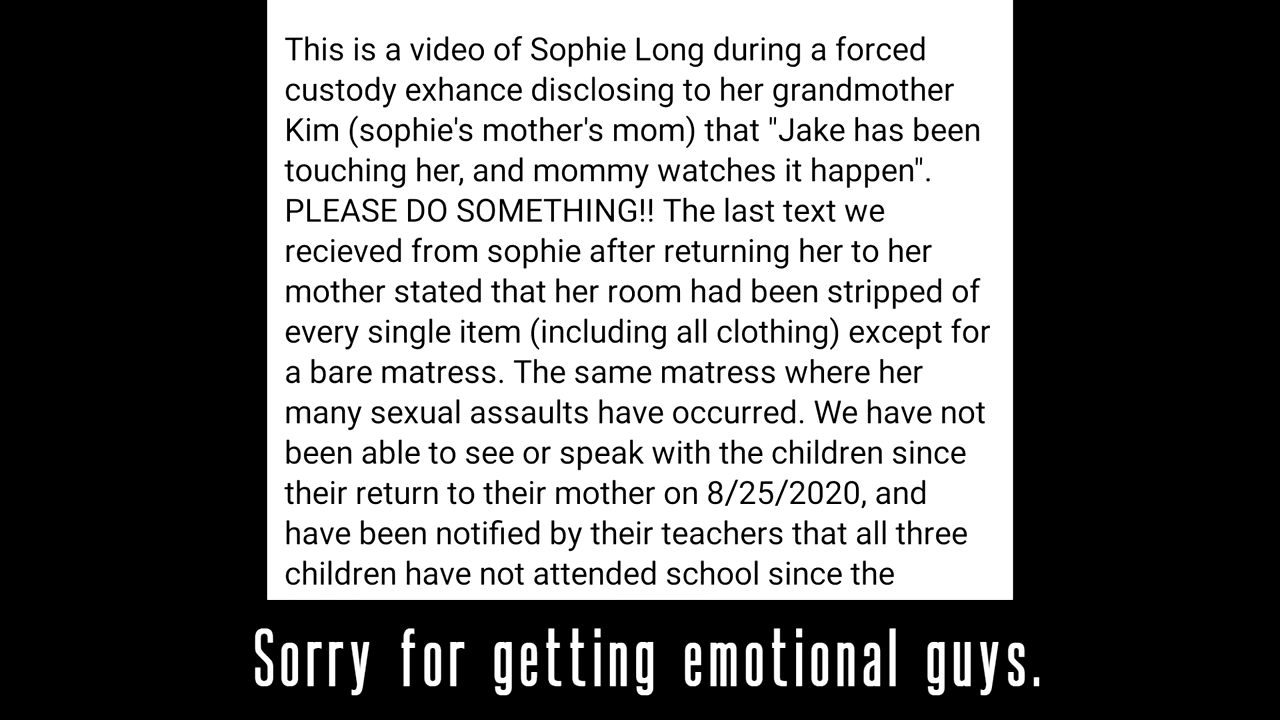 This is a video of Sophie Long during a forced
custody exhance disclosing to her grandmother
Kim (sophie's mother's mom) that "Jake has been
touching her, and mommy watches it happen".
PLEASE DO SOMETHING!! The last text we
recieved from sophie after returning her to her
mother stated that her room had been stripped of
every single item (including all clothing) except for
a bare matress. The same matress where her
many sexual assaults have occurred. We have not
been able to see or speak with the children since
their return to their mother on 8/25/2020, and
have been notified by their teachers that all three
children have not attended school since the
Sorry for getting emotional guys.